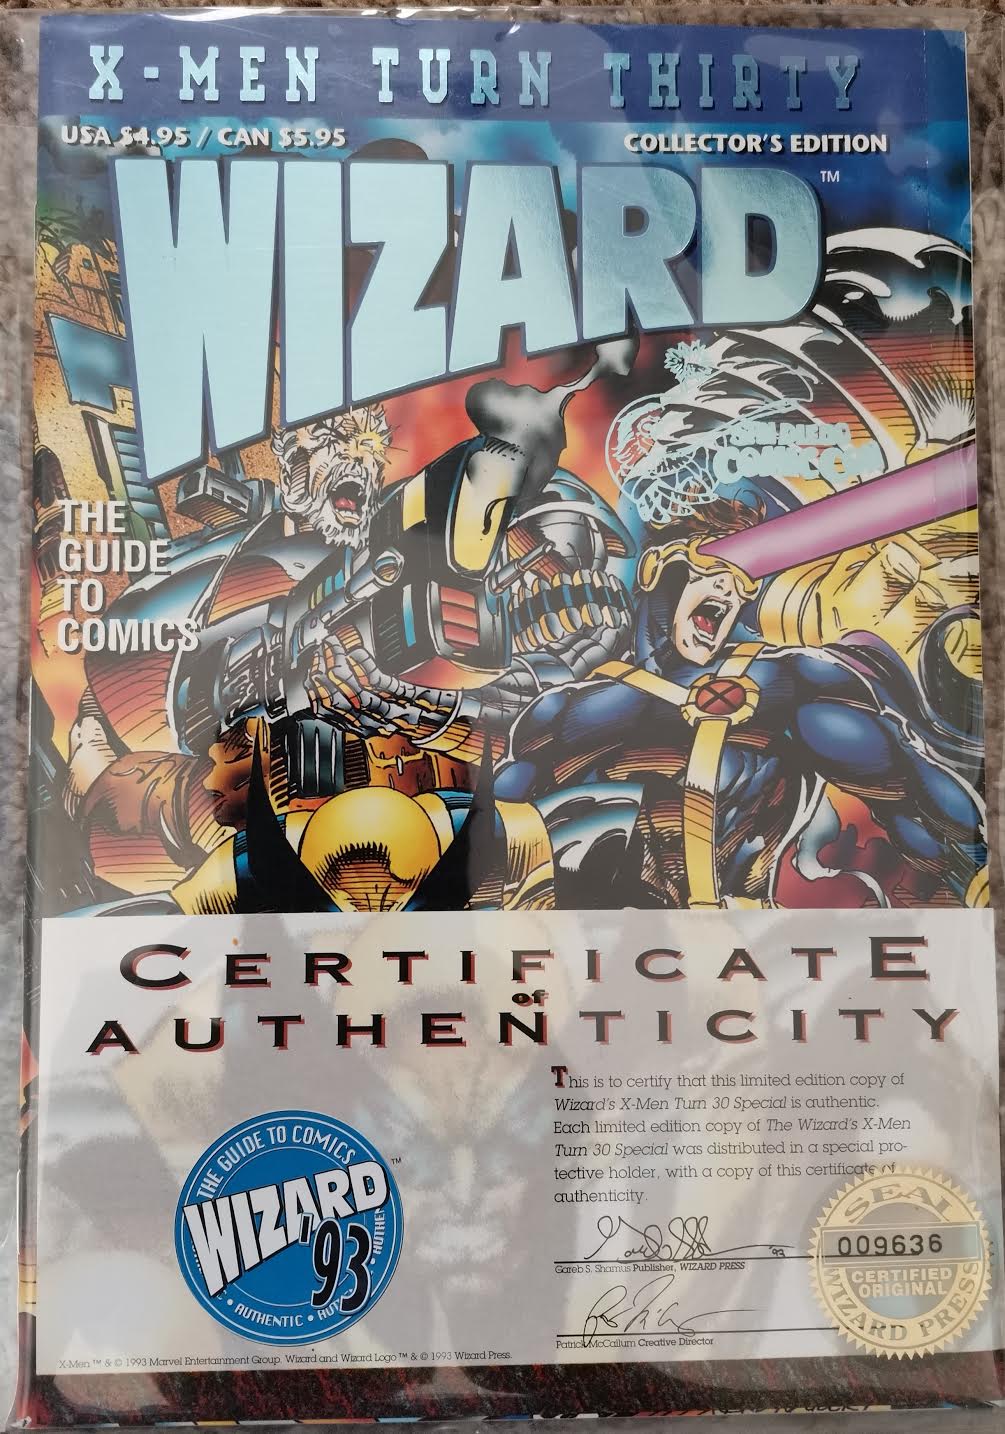 X-MEN TURN THIRTY
USA $4.95 / CAN $5.95
COLLECTOR'S EDITION
WIZARD™
SAN DIEGO
COMIC CON
THE
GUIDE
TO
COMICS
CERTIFICATE
of
AUTHENTICITY
This is to certify that this limited edition copy of
Wizard's X-Men Turn 30 Special is authentic.
Each limited edition copy of The Wizard's X-Men
Turn 30 Special was distributed in a special pro-
tective holder, with a copy of this certificate of
authenticity.
'93
Gareb S. Shamus Publisher, WIZARD PRESS
Patrick McCallum Creative Director
THE GUIDE TO COMICS
WIZARD™
'93
• AUTHENTIC •
SEAL
009636
CERTIFIED
ORIGINAL
WIZARD PRESS
X-Men ™ & © 1993 Marvel Entertainment Group. Wizard and Wizard Logo ™ & © 1993 Wizard Press.